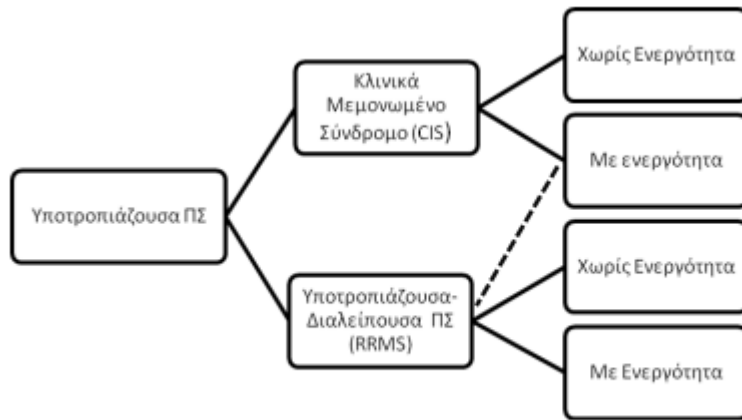 Χωρίς Ενεργότητα
Κλινικά
Μεμονωμένο
Σύνδρομο (CIS)
Με ενεργότητα
Υποτροπιάζουσα ΠΣ
Χωρίς Ενεργότητα
Υποτροπιάζουσα-
Διαλείπουσα ΠΣ
(RRMS)
Με Ενεργότητα